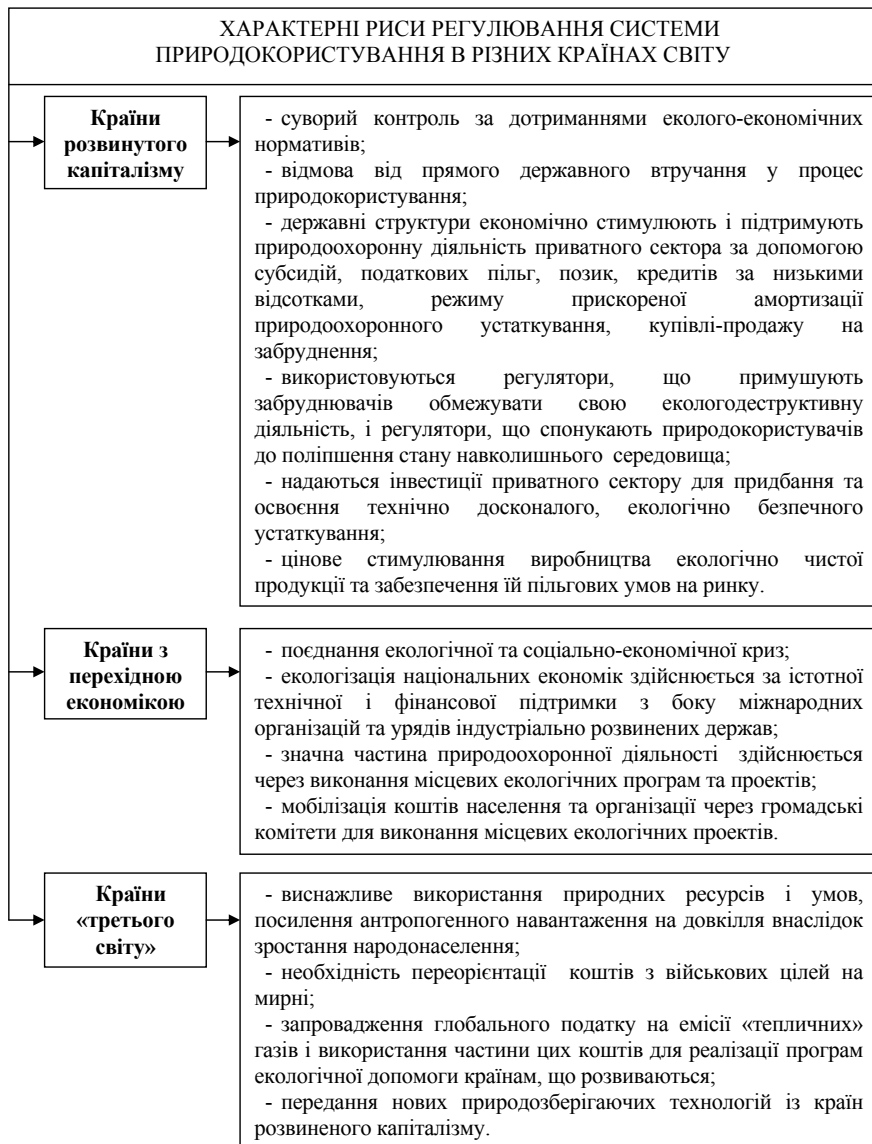 ХАРАКТЕРНІ РИСИ РЕГУЛЮВАННЯ СИСТЕМИ
ПРИРОДОКОРИСТУВАННЯ В РІЗНИХ КРАЇНАХ СВІТУ
Країни
розвинутого
капіталізму
- суворий контроль за дотриманнями еколого-економічних
нормативів;
- відмова від прямого державного втручання у процес
природокористування;
- державні структури економічно стимулюють і підтримують
природоохоронну діяльність приватного сектора за допомогою
субсидій, податкових пільг, позик, кредитів за низькими
відсотками, режиму прискореної амортизації
природоохоронного устаткування, купівлі-продажу на
забруднення;
- використовуються регулятори, що примушують
забруднювачів обмежувати свою екологодеструктивну
діяльність, і регулятори, що спонукають природокористувачів
до поліпшення стану навколишнього середовища;
- надаються інвестиції приватного сектору для придбання та
освоєння технічно досконалого, екологічно безпечного
устаткування;
- цінове стимулювання виробництва екологічно чистої
продукції та забезпечення їй пільгових умов на ринку.
Країни з
перехідною
економікою
- поєднання екологічної та соціально-економічної криз;
- екологізація національних економік здійснюється за істотної
технічної і фінансової підтримки з боку міжнародних
організацій та урядів індустріально розвинених держав;
- значна частина природоохоронної діяльності здійснюється
через виконання місцевих екологічних програм та проектів;
- мобілізація коштів населення та організації через громадські
комітети для виконання місцевих екологічних проектів.
Країни
«третього
світу»
- виснажливе використання природних ресурсів і умов,
посилення антропогенного навантаження на довкілля внаслідок
зростання народонаселення;
- необхідність переорієнтації коштів з військових цілей на
мирні;
- запровадження глобального податку на емісії «тепличних»
газів і використання частини цих коштів для реалізації програм
екологічної допомоги країнам, що розвиваються;
- передання нових природозберігаючих технологій із країн
розвиненого капіталізму.